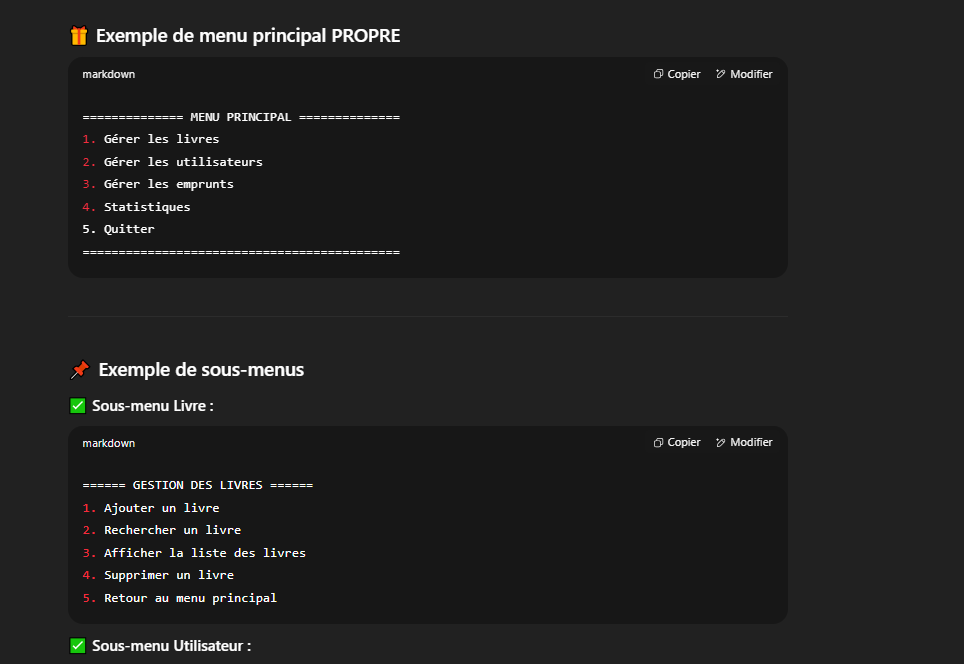 🎁 Exemple de menu principal PROPRE
markdown
Copier
Modifier
============== MENU PRINCIPAL ==============
1. Gérer les livres
2. Gérer les utilisateurs
3. Gérer les emprunts
4. Statistiques
5. Quitter
============================================
📌 Exemple de sous-menus
✅ Sous-menu Livre :
markdown
Copier
Modifier
====== GESTION DES LIVRES ======
1. Ajouter un livre
2. Rechercher un livre
3. Afficher la liste des livres
4. Supprimer un livre
5. Retour au menu principal
✅ Sous-menu Utilisateur :